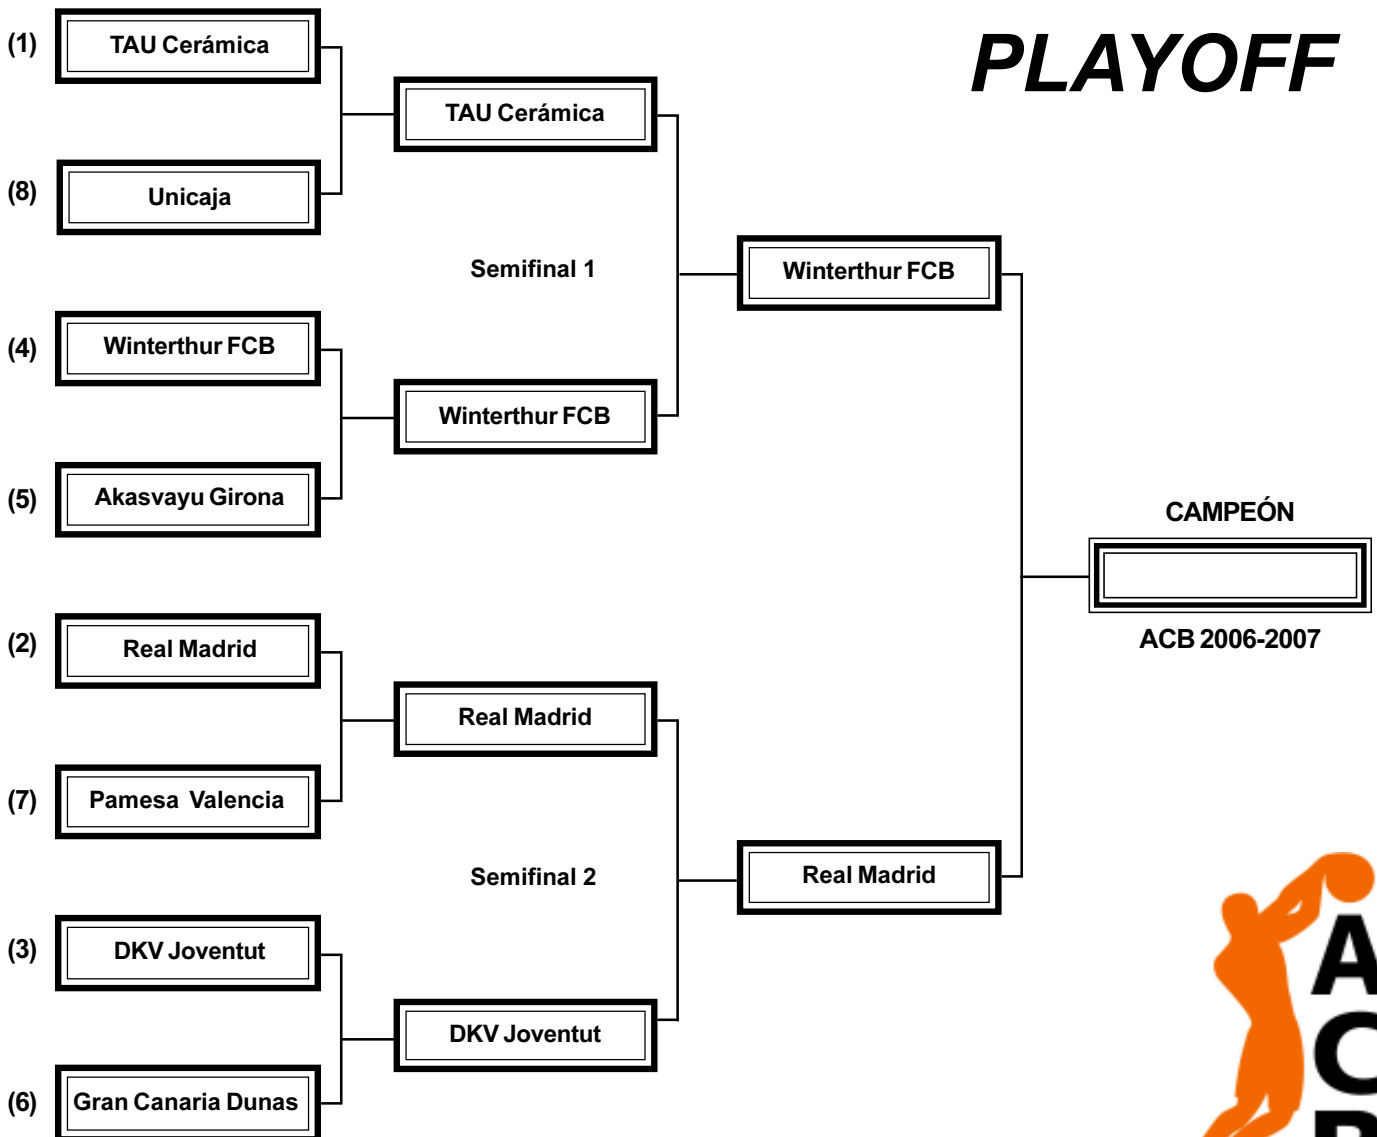 PLAYOFF
(1) TAU Cerámica
TAU Cerámica
(8) Unicaja
Semifinal 1
Winterthur FCB
(4) Winterthur FCB
Winterthur FCB
(5) Akasvayu Girona
CAMPEÓN
ACB 2006-2007
(2) Real Madrid
Real Madrid
(7) Pamesa Valencia
Semifinal 2
Real Madrid
(3) DKV Joventut
DKV Joventut
(6) Gran Canaria Dunas
A
C
B